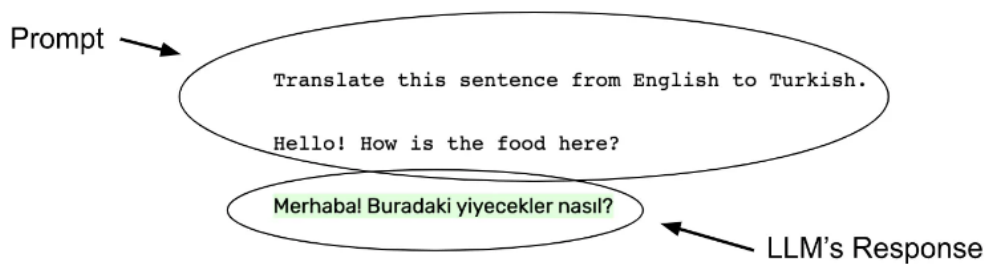 Prompt
Translate this sentence from English to Turkish.
Hello! How is the food here?
Merhaba! Buradaki yiyecekler nasıl?
LLM's Response